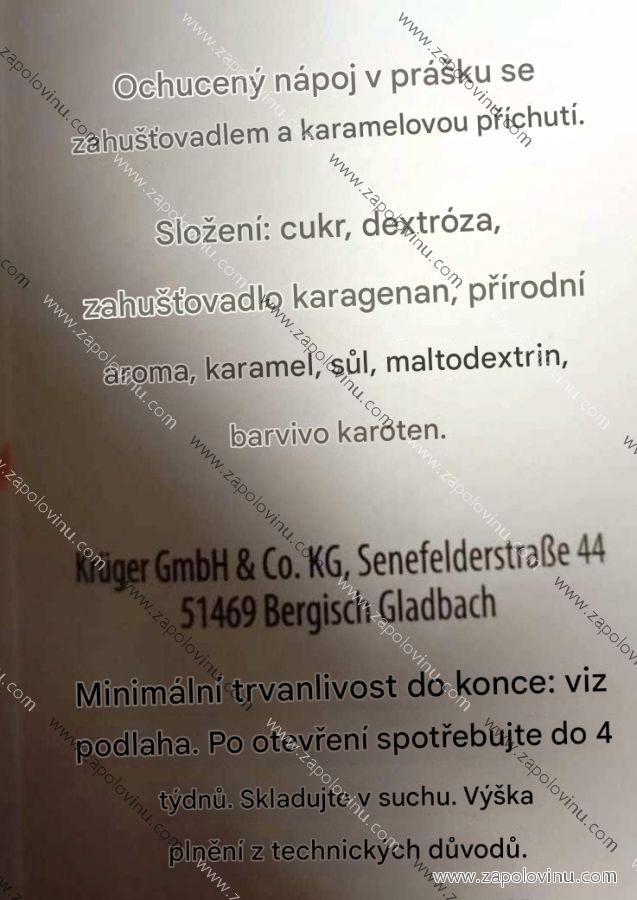 Ochucený nápoj v prášku se
zahušťovadlem a karamelovou příchutí.
Složení: cukr, dextróza,
zahušťovadlo karagenan, přírodní
aroma, karamel, sůl, maltodextrin,
barvivo karoten.
Krüger GmbH & Co. KG, Senefelderstraße 44
51469 Bergisch Gladbach
Minimální trvanlivost do konce: viz
podlaha. Po otevření spotřebujte do 4
týdnů. Skladujte v suchu. Výška
plnění z technických důvodů.
www.zapolovinu.com